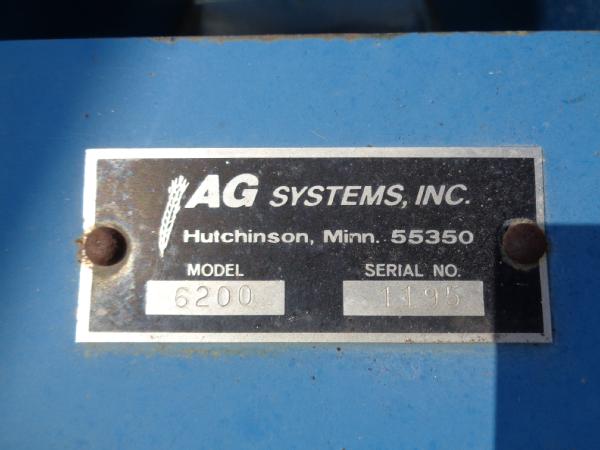 AG SYSTEMS, INC.
Hutchinson, Minn. 55350
MODEL SERIAL NO.
6200 1195